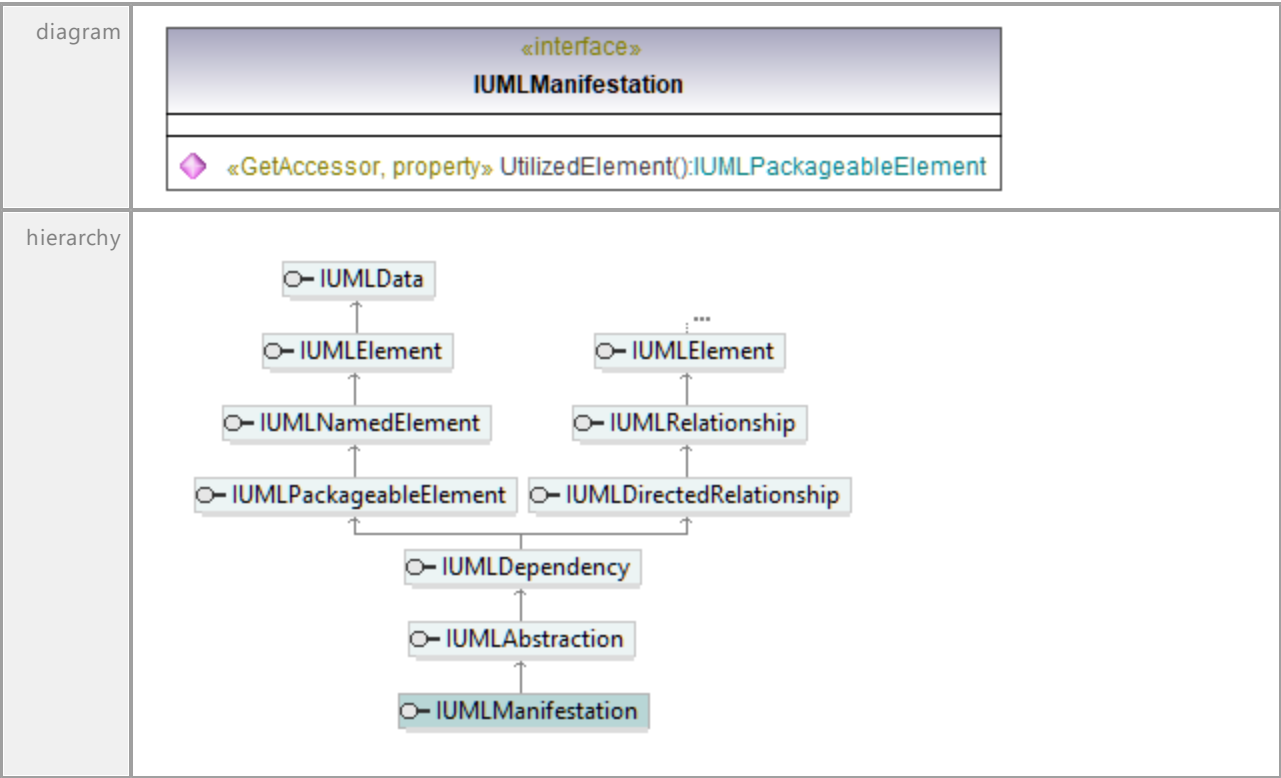 diagram
«interface»
IUMLManifestation
«GetAccessor, property» UtilizedElement():IUMLPackageableElement
hierarchy
IUMLData
...
IUMLElement
IUMLElement
IUMLNamedElement
IUMLRelationship
IUMLPackageableElement
IUMLDirectedRelationship
IUMLDependency
IUMLAbstraction
IUMLManifestation